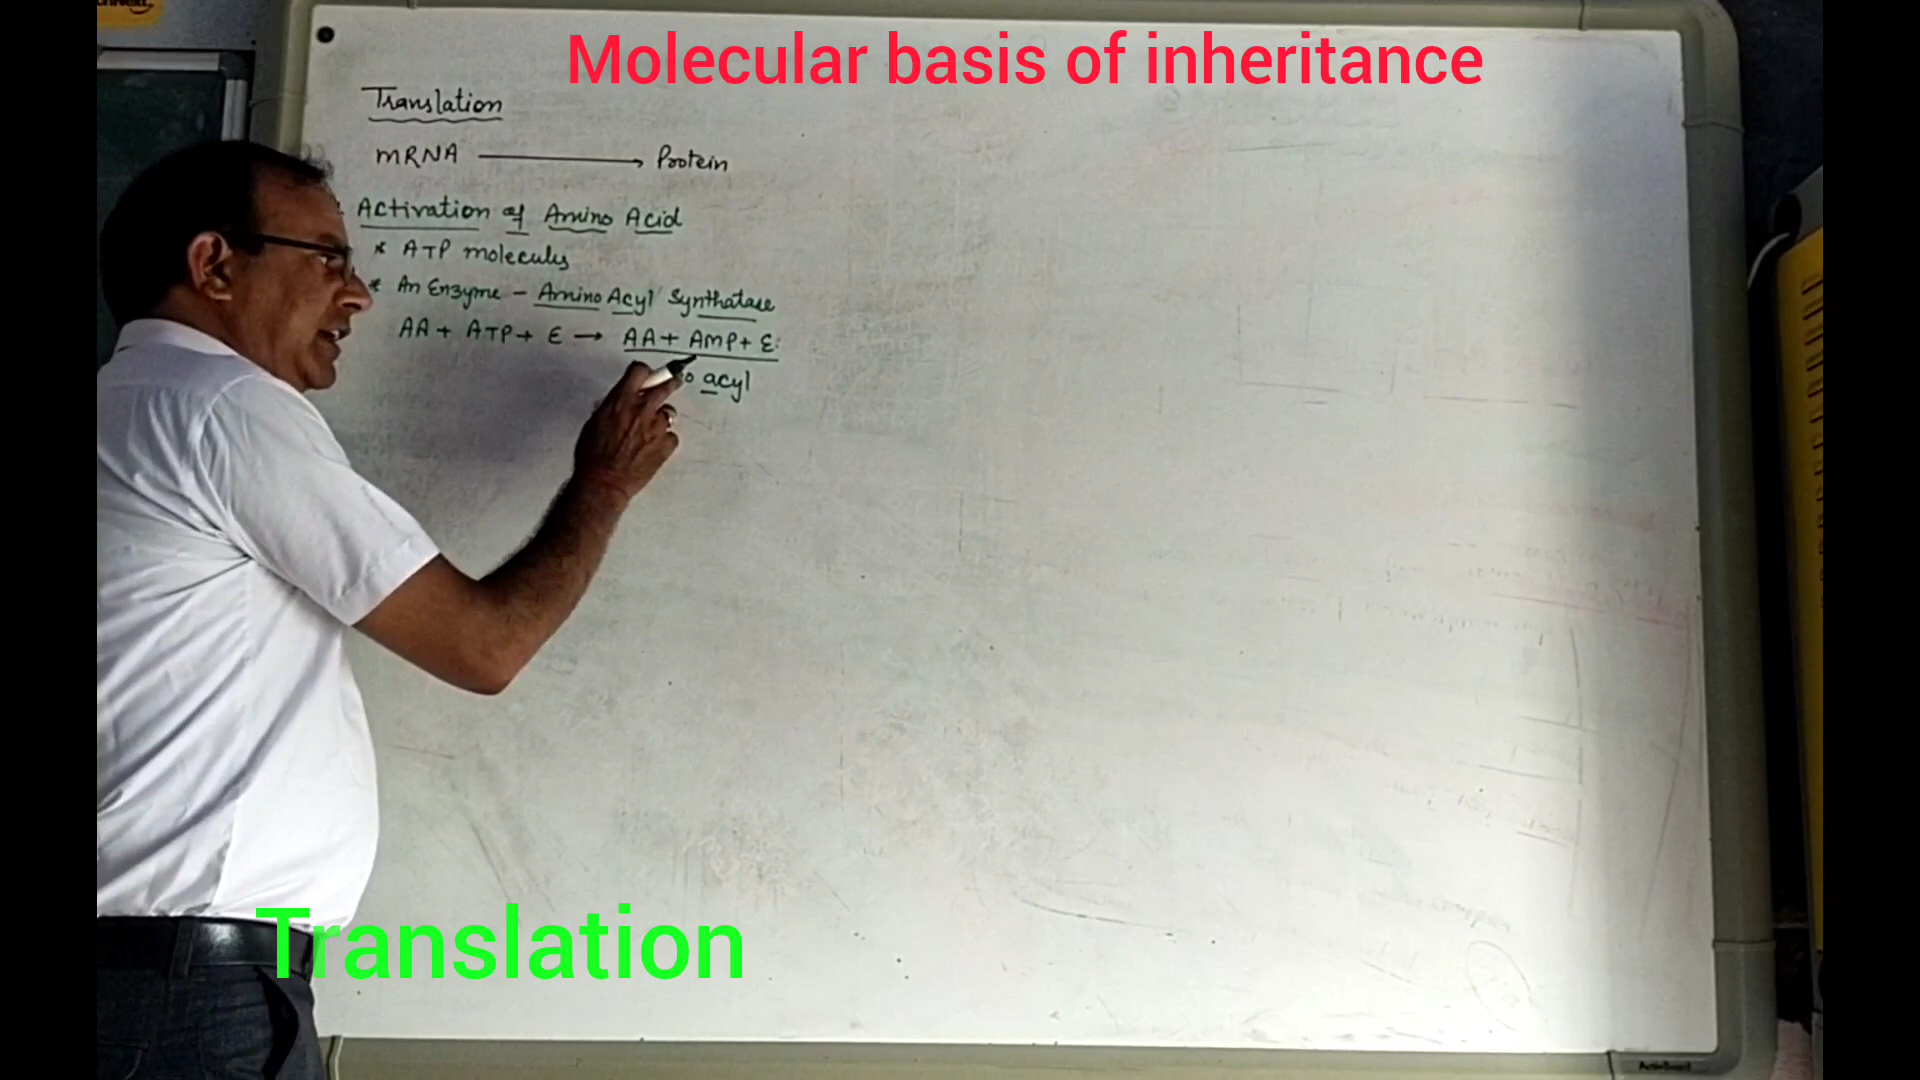 Molecular basis of inheritance
Translation
mRNA → Protein
Activation of Amino Acid
* ATP molecules
* An Enzyme - Amino Acyl Synthatase
AA + ATP + E → AA + AMP + E
acyl
Translation
ActivBoard